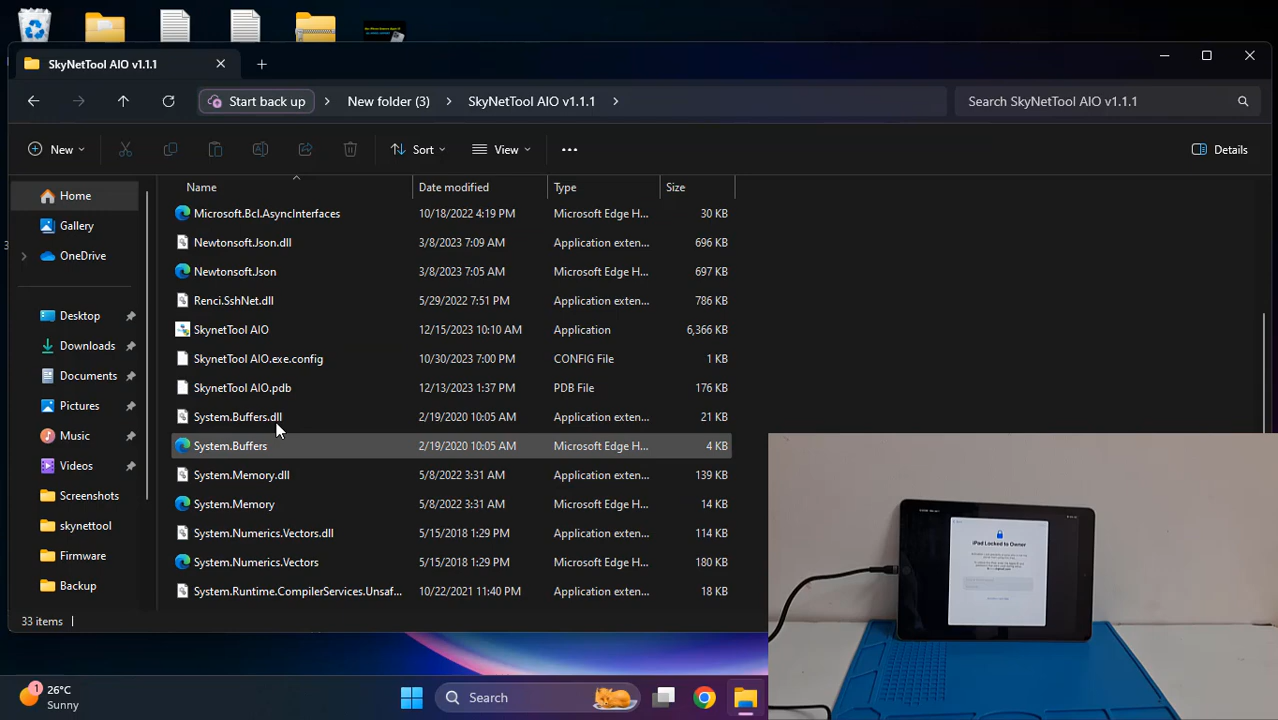 SkyNetTool AIO v1.1.1
Start back up
New folder (3)
SkyNetTool AIO v1.1.1
Search SkyNetTool AIO v1.1.1
New
Sort
View
Details
Name
Date modified
Type
Size
Home
Gallery
OneDrive
Desktop
Downloads
Documents
Pictures
Music
Videos
Screenshots
skynettool
Firmware
Backup
Microsoft.Bcl.AsyncInterfaces 10/18/2022 4:19 PM Microsoft Edge H... 30 KB
Newtonsoft.Json.dll 3/8/2023 7:09 AM Application exten... 696 KB
Newtonsoft.Json 3/8/2023 7:05 AM Microsoft Edge H... 697 KB
Renci.SshNet.dll 5/29/2022 7:51 PM Application exten... 786 KB
SkynetTool AIO 12/15/2023 10:10 AM Application 6,366 KB
SkynetTool AIO.exe.config 10/30/2023 7:00 PM CONFIG File 1 KB
SkynetTool AIO.pdb 12/13/2023 1:37 PM PDB File 176 KB
System.Buffers.dll 2/19/2020 10:05 AM Application exten... 21 KB
System.Buffers 2/19/2020 10:05 AM Microsoft Edge H... 4 KB
System.Memory.dll 5/8/2022 3:31 AM Application exten... 139 KB
System.Memory 5/8/2022 3:31 AM Microsoft Edge H... 14 KB
System.Numerics.Vectors.dll 5/15/2018 1:29 PM Application exten... 114 KB
System.Numerics.Vectors 5/15/2018 1:29 PM Microsoft Edge H... 180 KB
System.Runtime.CompilerServices.Unsaf... 10/22/2021 11:40 PM Application exten... 18 KB
33 items
iPad Locked to Owner
1
26°C
Sunny
Search